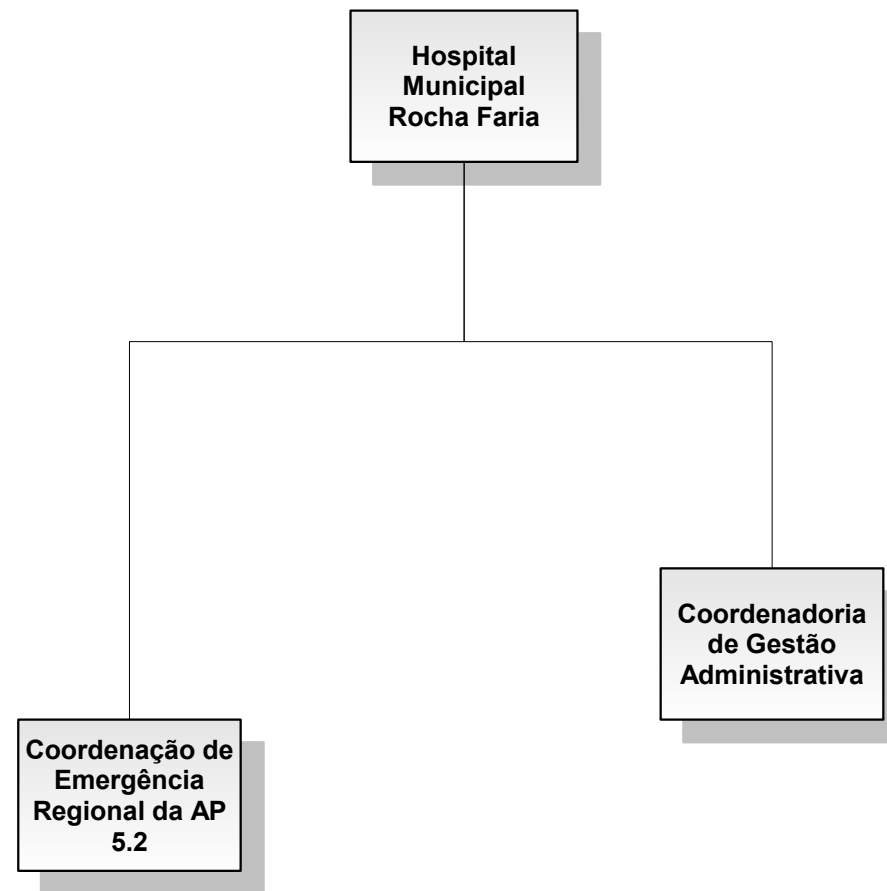 Hospital
Municipal
Rocha Faria
Coordenadoria
de Gestão
Administrativa
Coordenação de
Emergência
Regional da AP
5.2